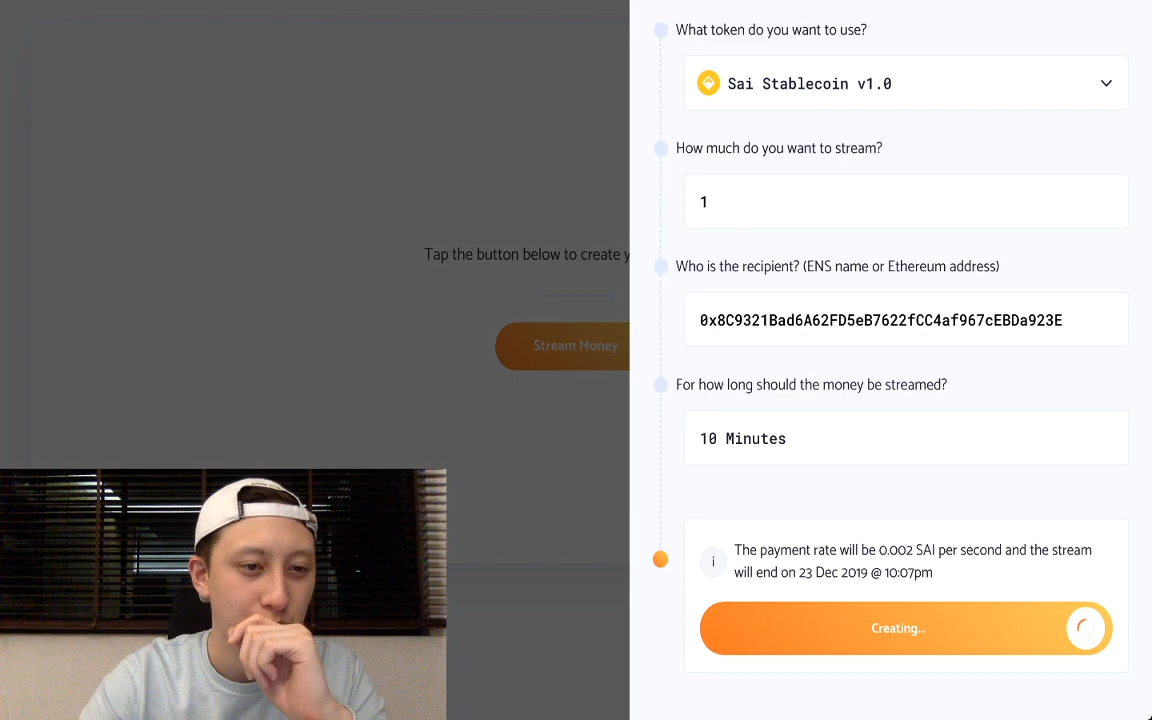 What token do you want to use?
Sai Stablecoin v1.0
How much do you want to stream?
1
Tap the button below to create y
Who is the recipient? (ENS name or Ethereum address)
0x8C9321Bad6A62FD5eB7622fCC4af967cEBDa923E
Stream Money
For how long should the money be streamed?
10 Minutes
i
The payment rate will be 0.002 SAI per second and the stream
will end on 23 Dec 2019 @ 10:07pm
Creating...